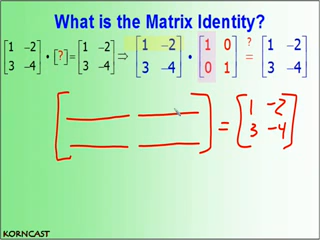 What is the Matrix Identity?
[1 -2] [?] [1 -2] ⇒ [1 -2] [1 0] ? [1 -2]
[3 -4] • = [3 -4] [3 -4] • [0 1] = [3 -4]
= [1 -2]
[3 -4]
KORNCAST